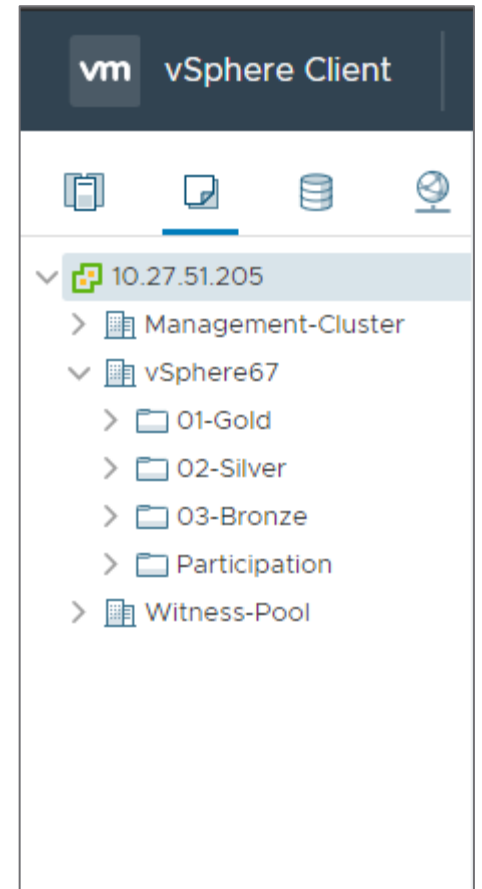 vm vSphere Client
10.27.51.205
Management-Cluster
vSphere67
01-Gold
02-Silver
03-Bronze
Participation
Witness-Pool